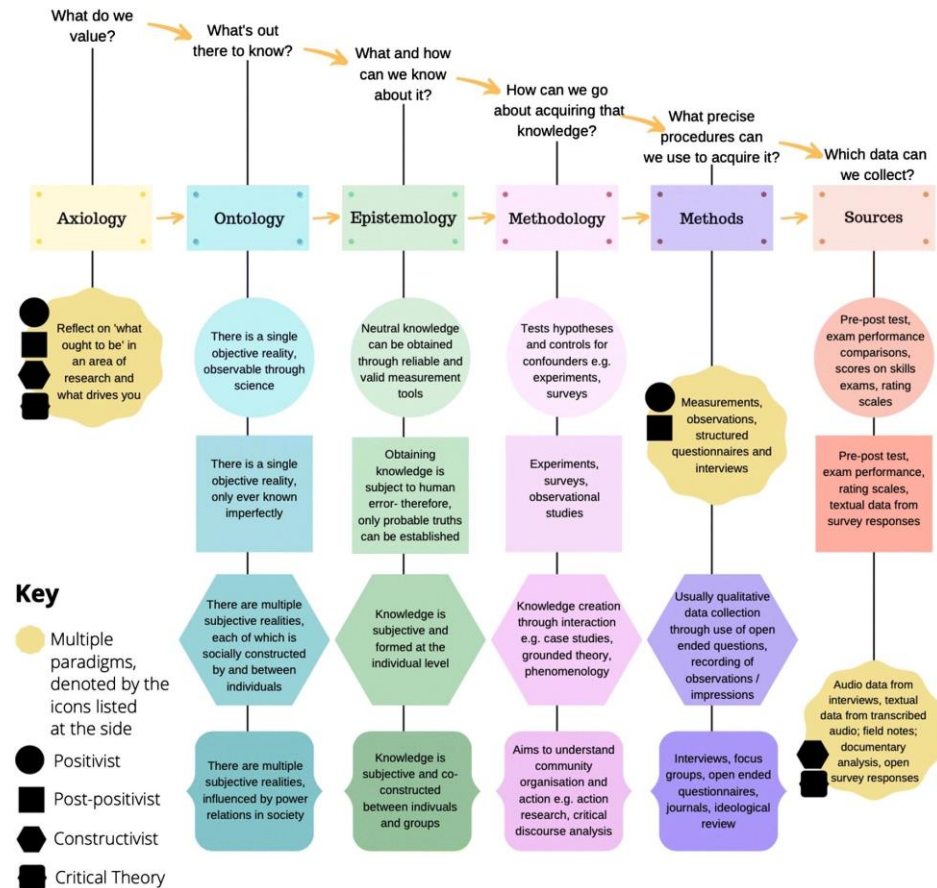 What do we
value?
What's out
there to know?
What and how
can we know
about it?
How can we go
about acquiring that
knowledge?
What precise
procedures can
we use to acquire it?
Which data can
we collect?
Axiology
Ontology
Epistemology
Methodology
Methods
Sources
Reflect on 'what
ought to be' in
an area of
research and
what drives you
There is a single
objective reality,
observable through
science
Neutral knowledge
can be obtained
through reliable and
valid measurement
tools
Tests hypotheses
and controls for
confounders e.g.
experiments,
surveys
Measurements,
observations,
structured
questionnaires and
interviews
Pre-post test,
exam performance
comparisons,
scores on skills
exams, rating
scales
There is a single
objective reality,
only ever known
imperfectly
Obtaining
knowledge is
subject to human
error- therefore,
only probable truths
can be established
Experiments,
surveys,
observational
studies
Pre-post test,
exam performance,
rating scales,
textual data from
survey responses
There are multiple
subjective realities,
each of which is
socially constructed
by and between
individuals
Knowledge is
subjective and
formed at the
individual level
Knowledge creation
through interaction
e.g. case studies,
grounded theory,
phenomenology
Usually qualitative
data collection
through use of open
ended questions,
recording of
observations /
impressions
Audio data from
interviews, textual
data from transcribed
audio; field notes;
documentary
analysis, open
survey responses
There are multiple
subjective realities,
influenced by power
relations in society
Knowledge is
subjective and co-
constructed
between indivuals
and groups
Aims to understand
community
organisation and
action e.g. action
research, critical
discourse analysis
Interviews, focus
groups, open ended
questionnaires,
journals, ideological
review
Key
Multiple
paradigms,
denoted by the
icons listed
at the side
Positivist
Post-positivist
Constructivist
Critical Theory